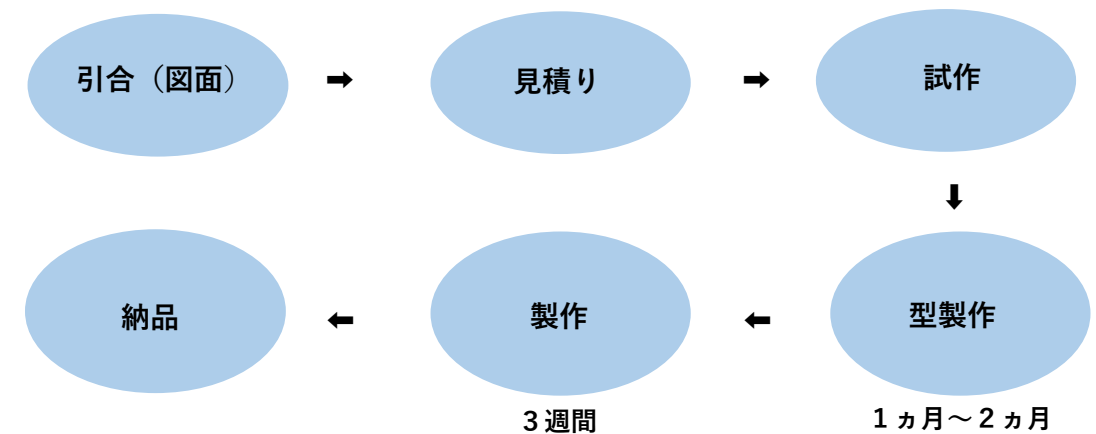 引合（図面）
➡
見積り
➡
試作
⬇
型製作
１ヵ月～２ヵ月
⬅
製作
３週間
⬅
納品